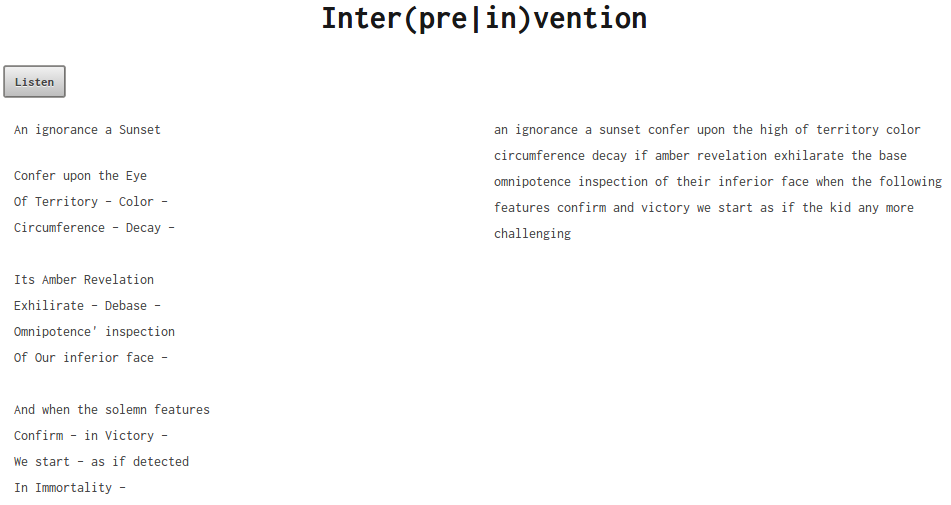 Inter(pre|in)vention
Listen
An ignorance a Sunset
Confer upon the Eye
Of Territory – Color –
Circumference – Decay –
Its Amber Revelation
Exhilirate – Debase –
Omnipotence' inspection
Of Our inferior face –
And when the solemn features
Confirm – in Victory –
We start – as if detected
In Immortality –
an ignorance a sunset confer upon the high of territory color
circumference decay if amber revelation exhilarate the base
omnipotence inspection of their inferior face when the following
features confirm and victory we start as if the kid any more
challenging